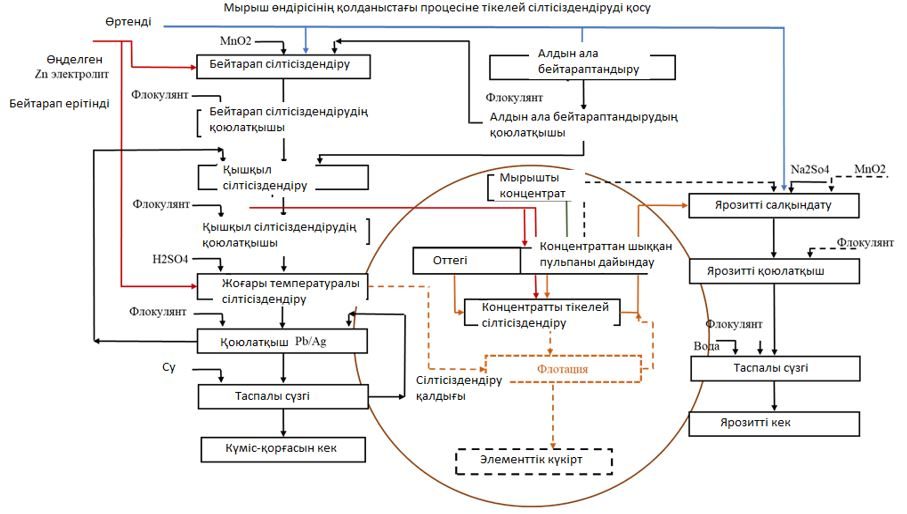 Мырыш өндірісінің қолданыстағы процесіне тікелей сілтісіздендіруді қосу
Өртенді
Өңделген
Zn электролит
Бейтарап ерітінді
MnO2
Бейтарап сілтісіздендіру
Алдын ала
бейтараптандыру
Флокулянт
Бейтарап сілтісіздендірудің
қоюлатқышы
Флокулянт
Алдын ала бейтараптандырудың
қоюлатқышы
Қышқыл
сілтісіздендіру
Мырышты
концентрат
Na2So4
MnO2
Ярозитті салқындату
Флокулянт
Қышқыл сілтісіздендірудің
қоюлатқышы
H2SO4
Оттегі
Концентраттан шыққан
пульпаны дайындау
Флокулянт
Ярозитті қоюлатқыш
Жоғары температуралы
сілтісіздендіру
Флокулянт
Концентратты тікелей
сілтісіздендіру
Флокулянт
Вода
Қоюлатқыш Pb/Ag
Су
Флотация
Сілтісіздендіру
қалдығы
Таспалы сүзгі
Таспалы сүзгі
Ярозитті кек
Күміс-қорғасын кек
Элементтік күкірт